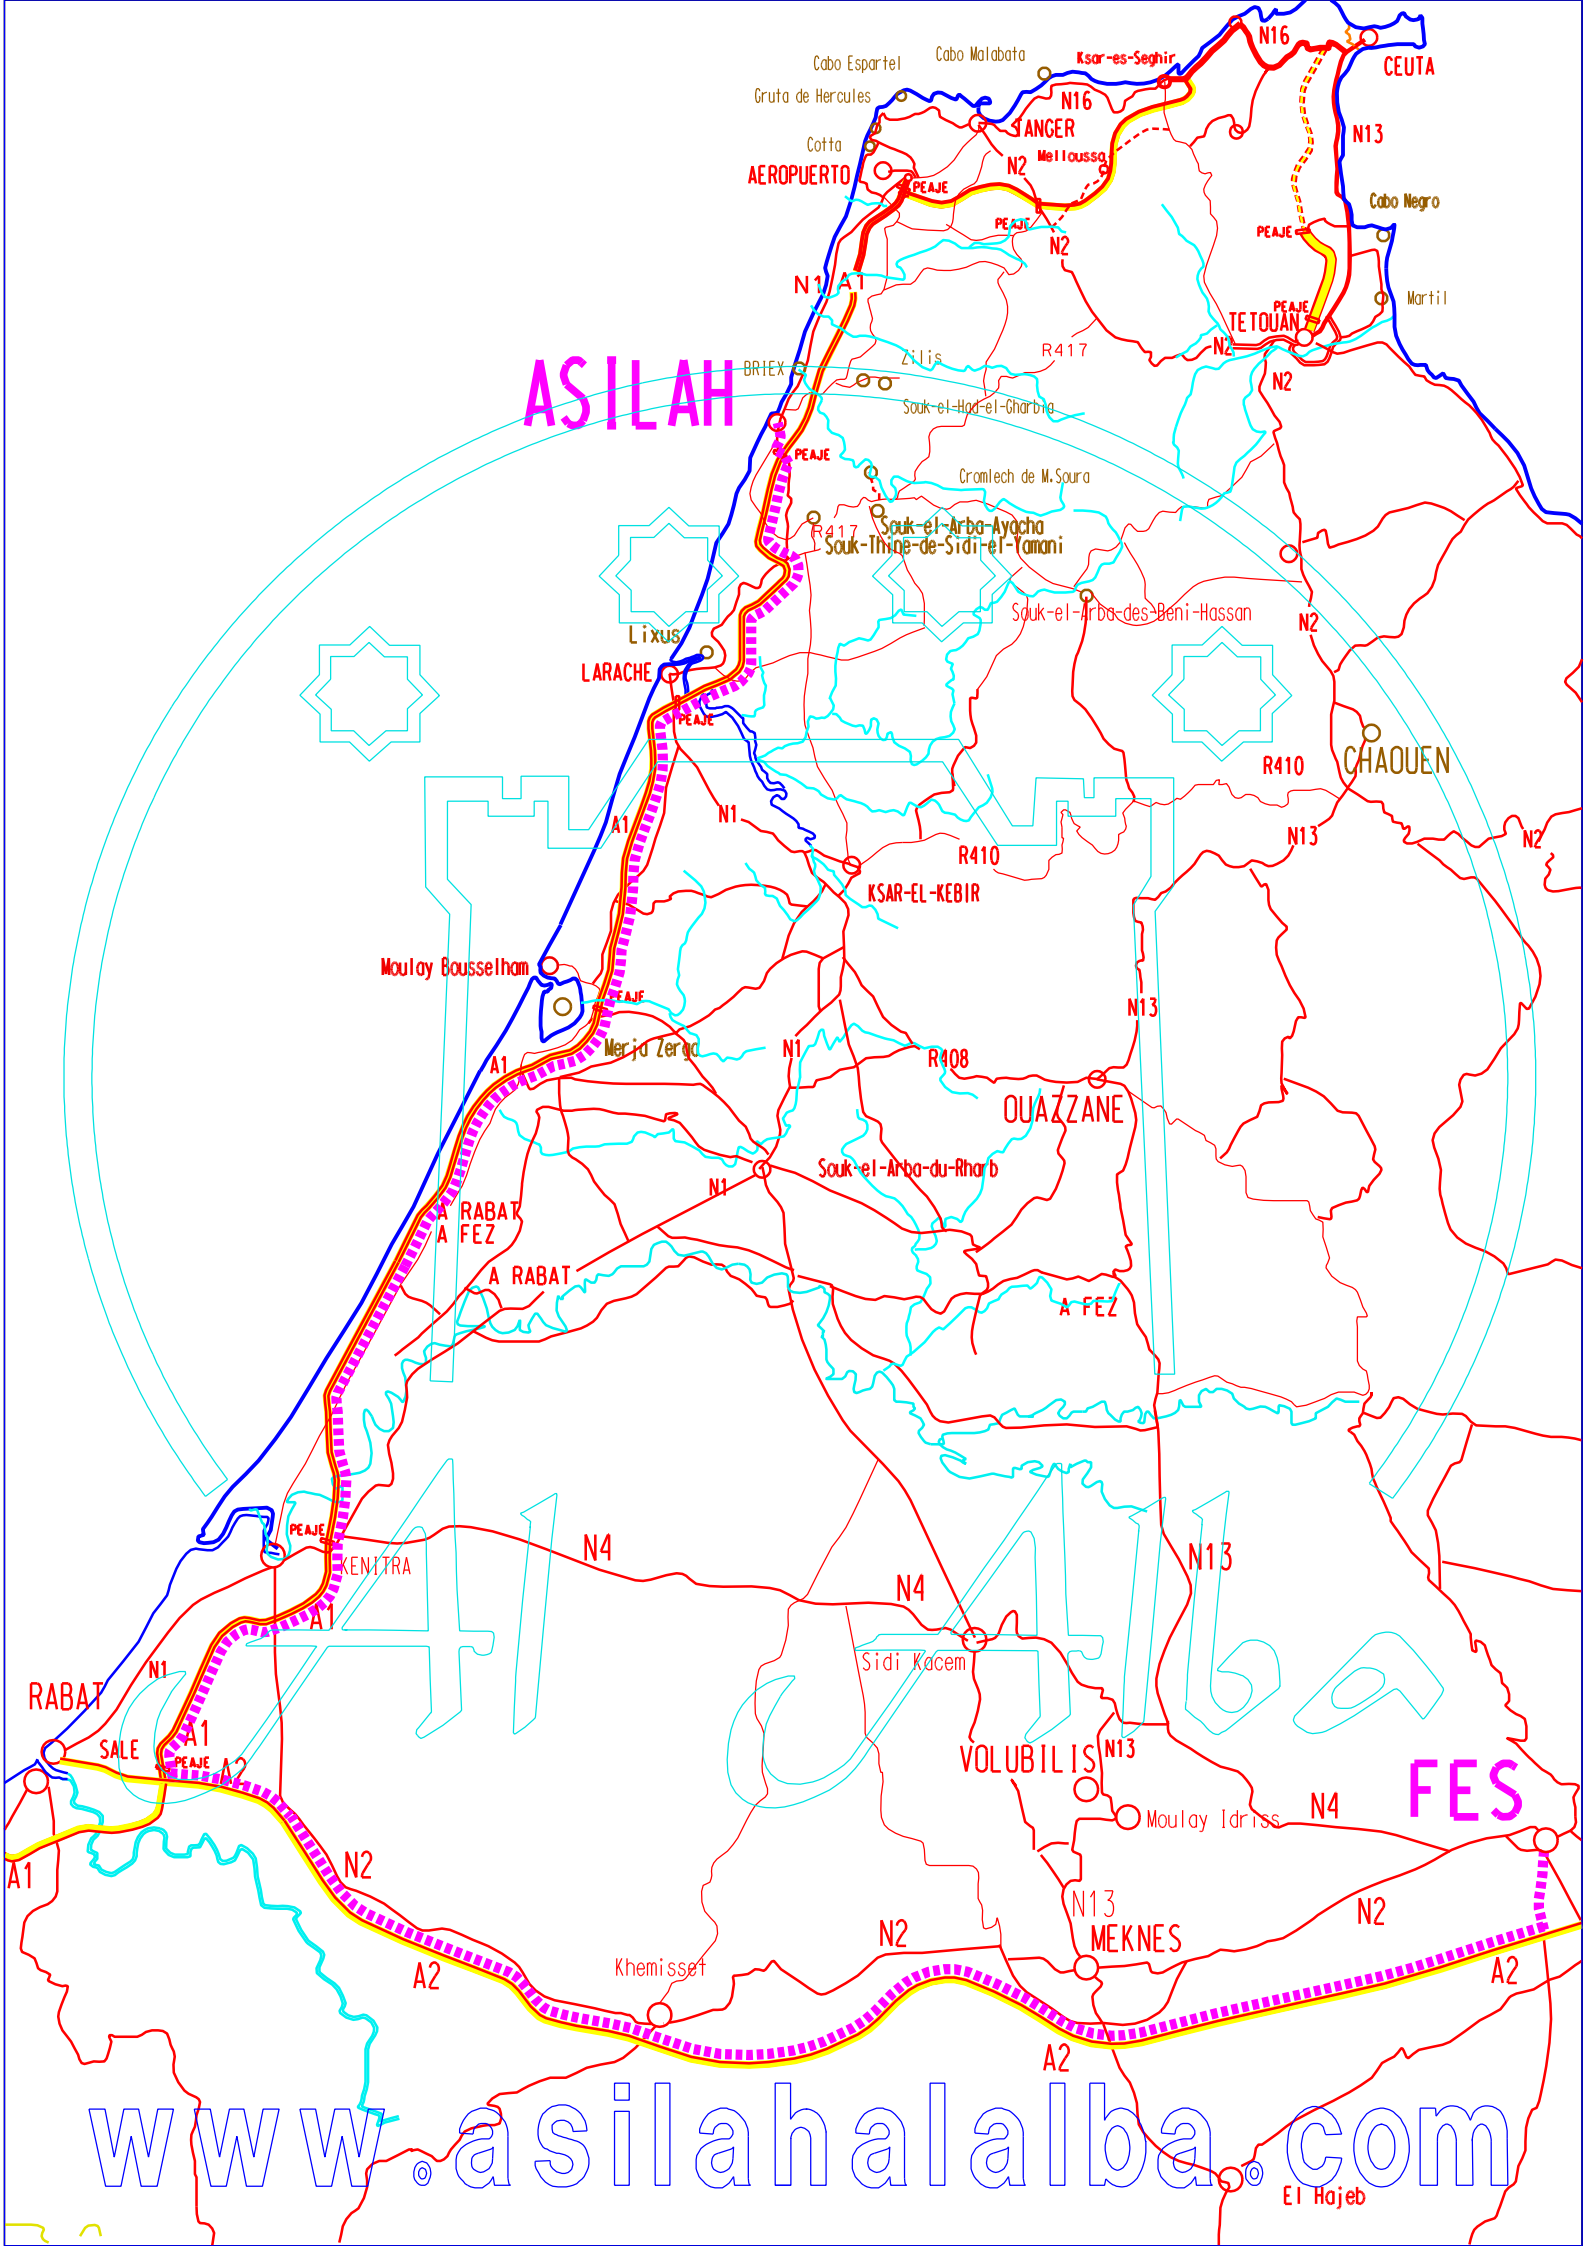 N16
CEUTA
Cabo Malabata
Cabo Espartel
Ksar-es-Seghir
Gruta de Hercules
N16
TANGER
N13
Cotta
Melloussa
N2
AEROPUERTO
PEAJE
Cabo Negro
PEAJE
PEAJE
N2
N1
A1
Martil
PEAJE
TETOUAN
N2
R417
Zilis
BRIEX
N2
ASILAH
Souk-el-Had-el-Gharbia
PEAJE
Cromlech de M.Soura
Souk-el-Arba-Ayacha
R417
Souk-Thine-de-Sidi-el-Yamani
Souk-el-Arba-des-Beni-Hassan
N2
Lixus
LARACHE
PEAJE
CHAOUEN
R410
N1
A1
N13
N2
R410
KSAR-EL-KEBIR
Moulay Bousselham
PEAJE
N13
Merja Zerga
N1
A1
R408
OUAZZANE
Souk-el-Arba-du-Rharb
N1
A RABAT
A FEZ
A RABAT
A FEZ
PEAJE
KENITRA
N4
N13
N4
A1
Al Alba
Sidi Kacem
N1
RABAT
A1
SALE
PEAJE
A2
VOLUBILIS
N13
FES
Moulay Idriss
N4
A1
N2
N13
N2
N2
MEKNES
Khemisset
A2
A2
A2
www.asilahalalba.com
El Hajeb